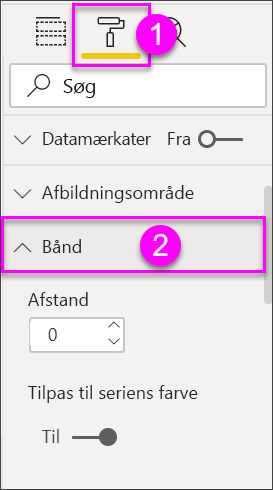 1
Søg
Datamærkater Fra
Afbildningsområde
Bånd 2
Afstand
0
Tilpas til seriens farve
Til